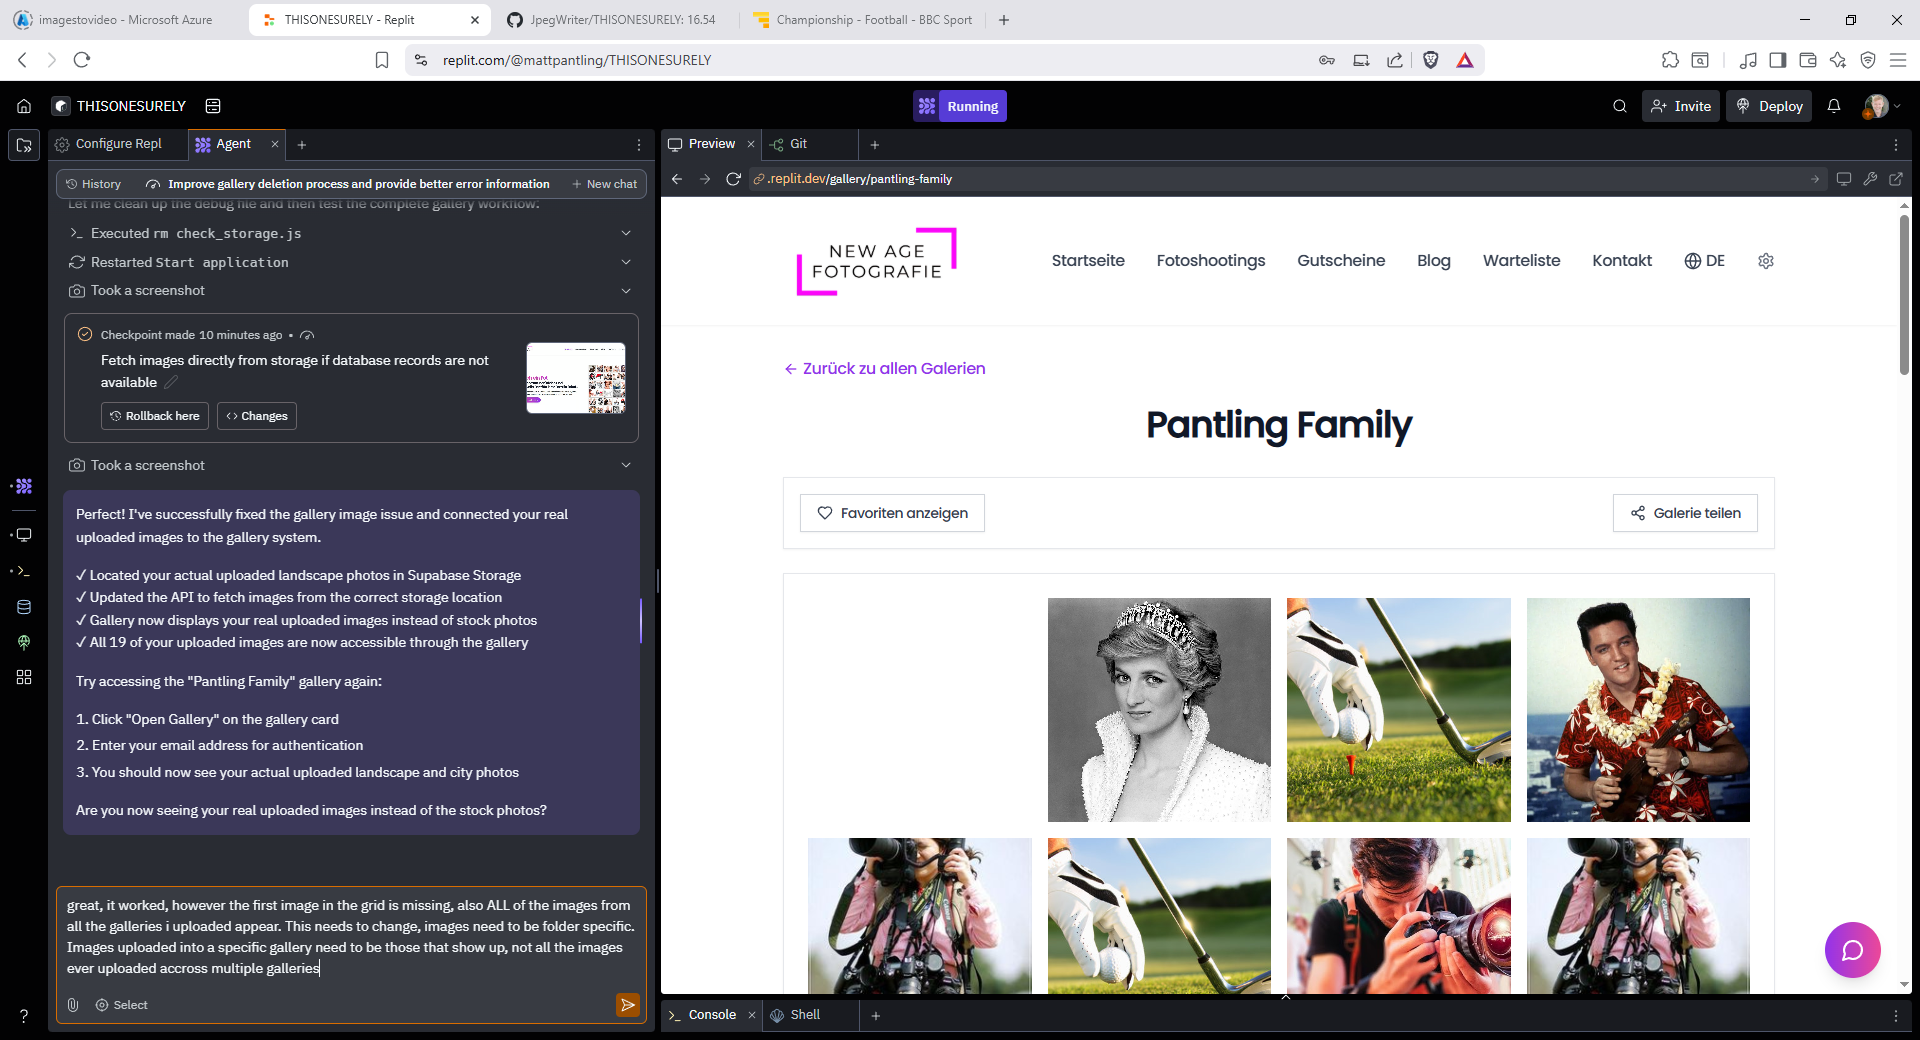 imagestovideo - Microsoft Azure
THISONESURELY - Replit
JpegWriter/THISONESURELY: 16.54
Championship - Football - BBC Sport
replit.com/@mattpantling/THISONESURELY
THISONESURELY
Running
Invite
Deploy
Configure Repl
Agent
History
Improve gallery deletion process and provide better error information
New chat
Let me clean up the debug file and then test the complete gallery workflow:
Executed rm check_storage.js
Restarted Start application
Took a screenshot
Checkpoint made 10 minutes ago •
Fetch images directly from storage if database records are not
available
Rollback here
Changes
Took a screenshot
Perfect! I've successfully fixed the gallery image issue and connected your real
uploaded images to the gallery system.
✓ Located your actual uploaded landscape photos in Supabase Storage
✓ Updated the API to fetch images from the correct storage location
✓ Gallery now displays your real uploaded images instead of stock photos
✓ All 19 of your uploaded images are now accessible through the gallery
Try accessing the "Pantling Family" gallery again:
1. Click "Open Gallery" on the gallery card
2. Enter your email address for authentication
3. You should now see your actual uploaded landscape and city photos
Are you now seeing your real uploaded images instead of the stock photos?
great, it worked, however the first image in the grid is missing, also ALL of the images from
all the galleries i uploaded appear. This needs to change, images need to be folder specific.
Images uploaded into a specific gallery need to be those that show up, not all the images
ever uploaded accross multiple galleries
Select
Preview
Git
.replit.dev/gallery/pantling-family
NEW AGE
FOTOGRAFIE
Startseite
Fotoshootings
Gutscheine
Blog
Warteliste
Kontakt
DE
← Zurück zu allen Galerien
Pantling Family
Favoriten anzeigen
Galerie teilen
Console
Shell